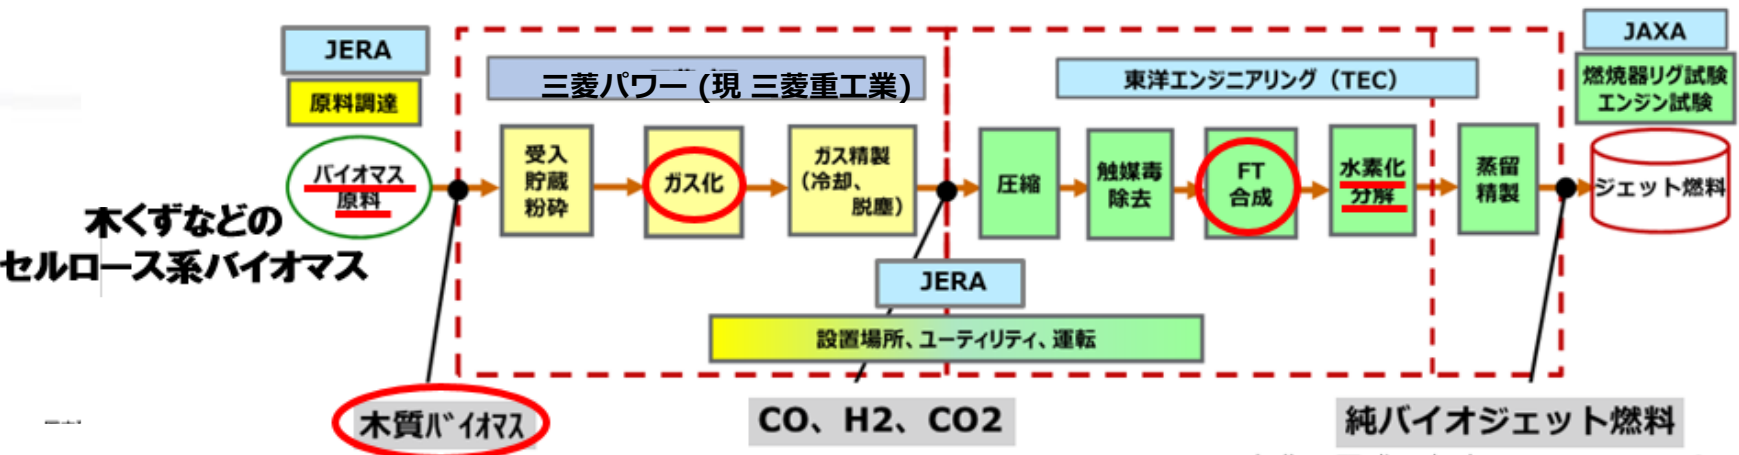 JERA
原料調達
バイオマス
原料
木くずなどの
セルロース系バイオマス
三菱パワー (現 三菱重工業)
受入
貯蔵
粉砕
ガス化
ガス精製
(冷却、
脱塵)
東洋エンジニアリング（TEC）
圧縮
触媒毒
除去
FT
合成
水素化
分解
蒸留
精製
JAXA
燃焼器リグ試験
エンジン試験
ジェット燃料
JERA
設置場所、ユーティリティ、運転
木質バイオマス
CO、H2、CO2
純バイオジェット燃料